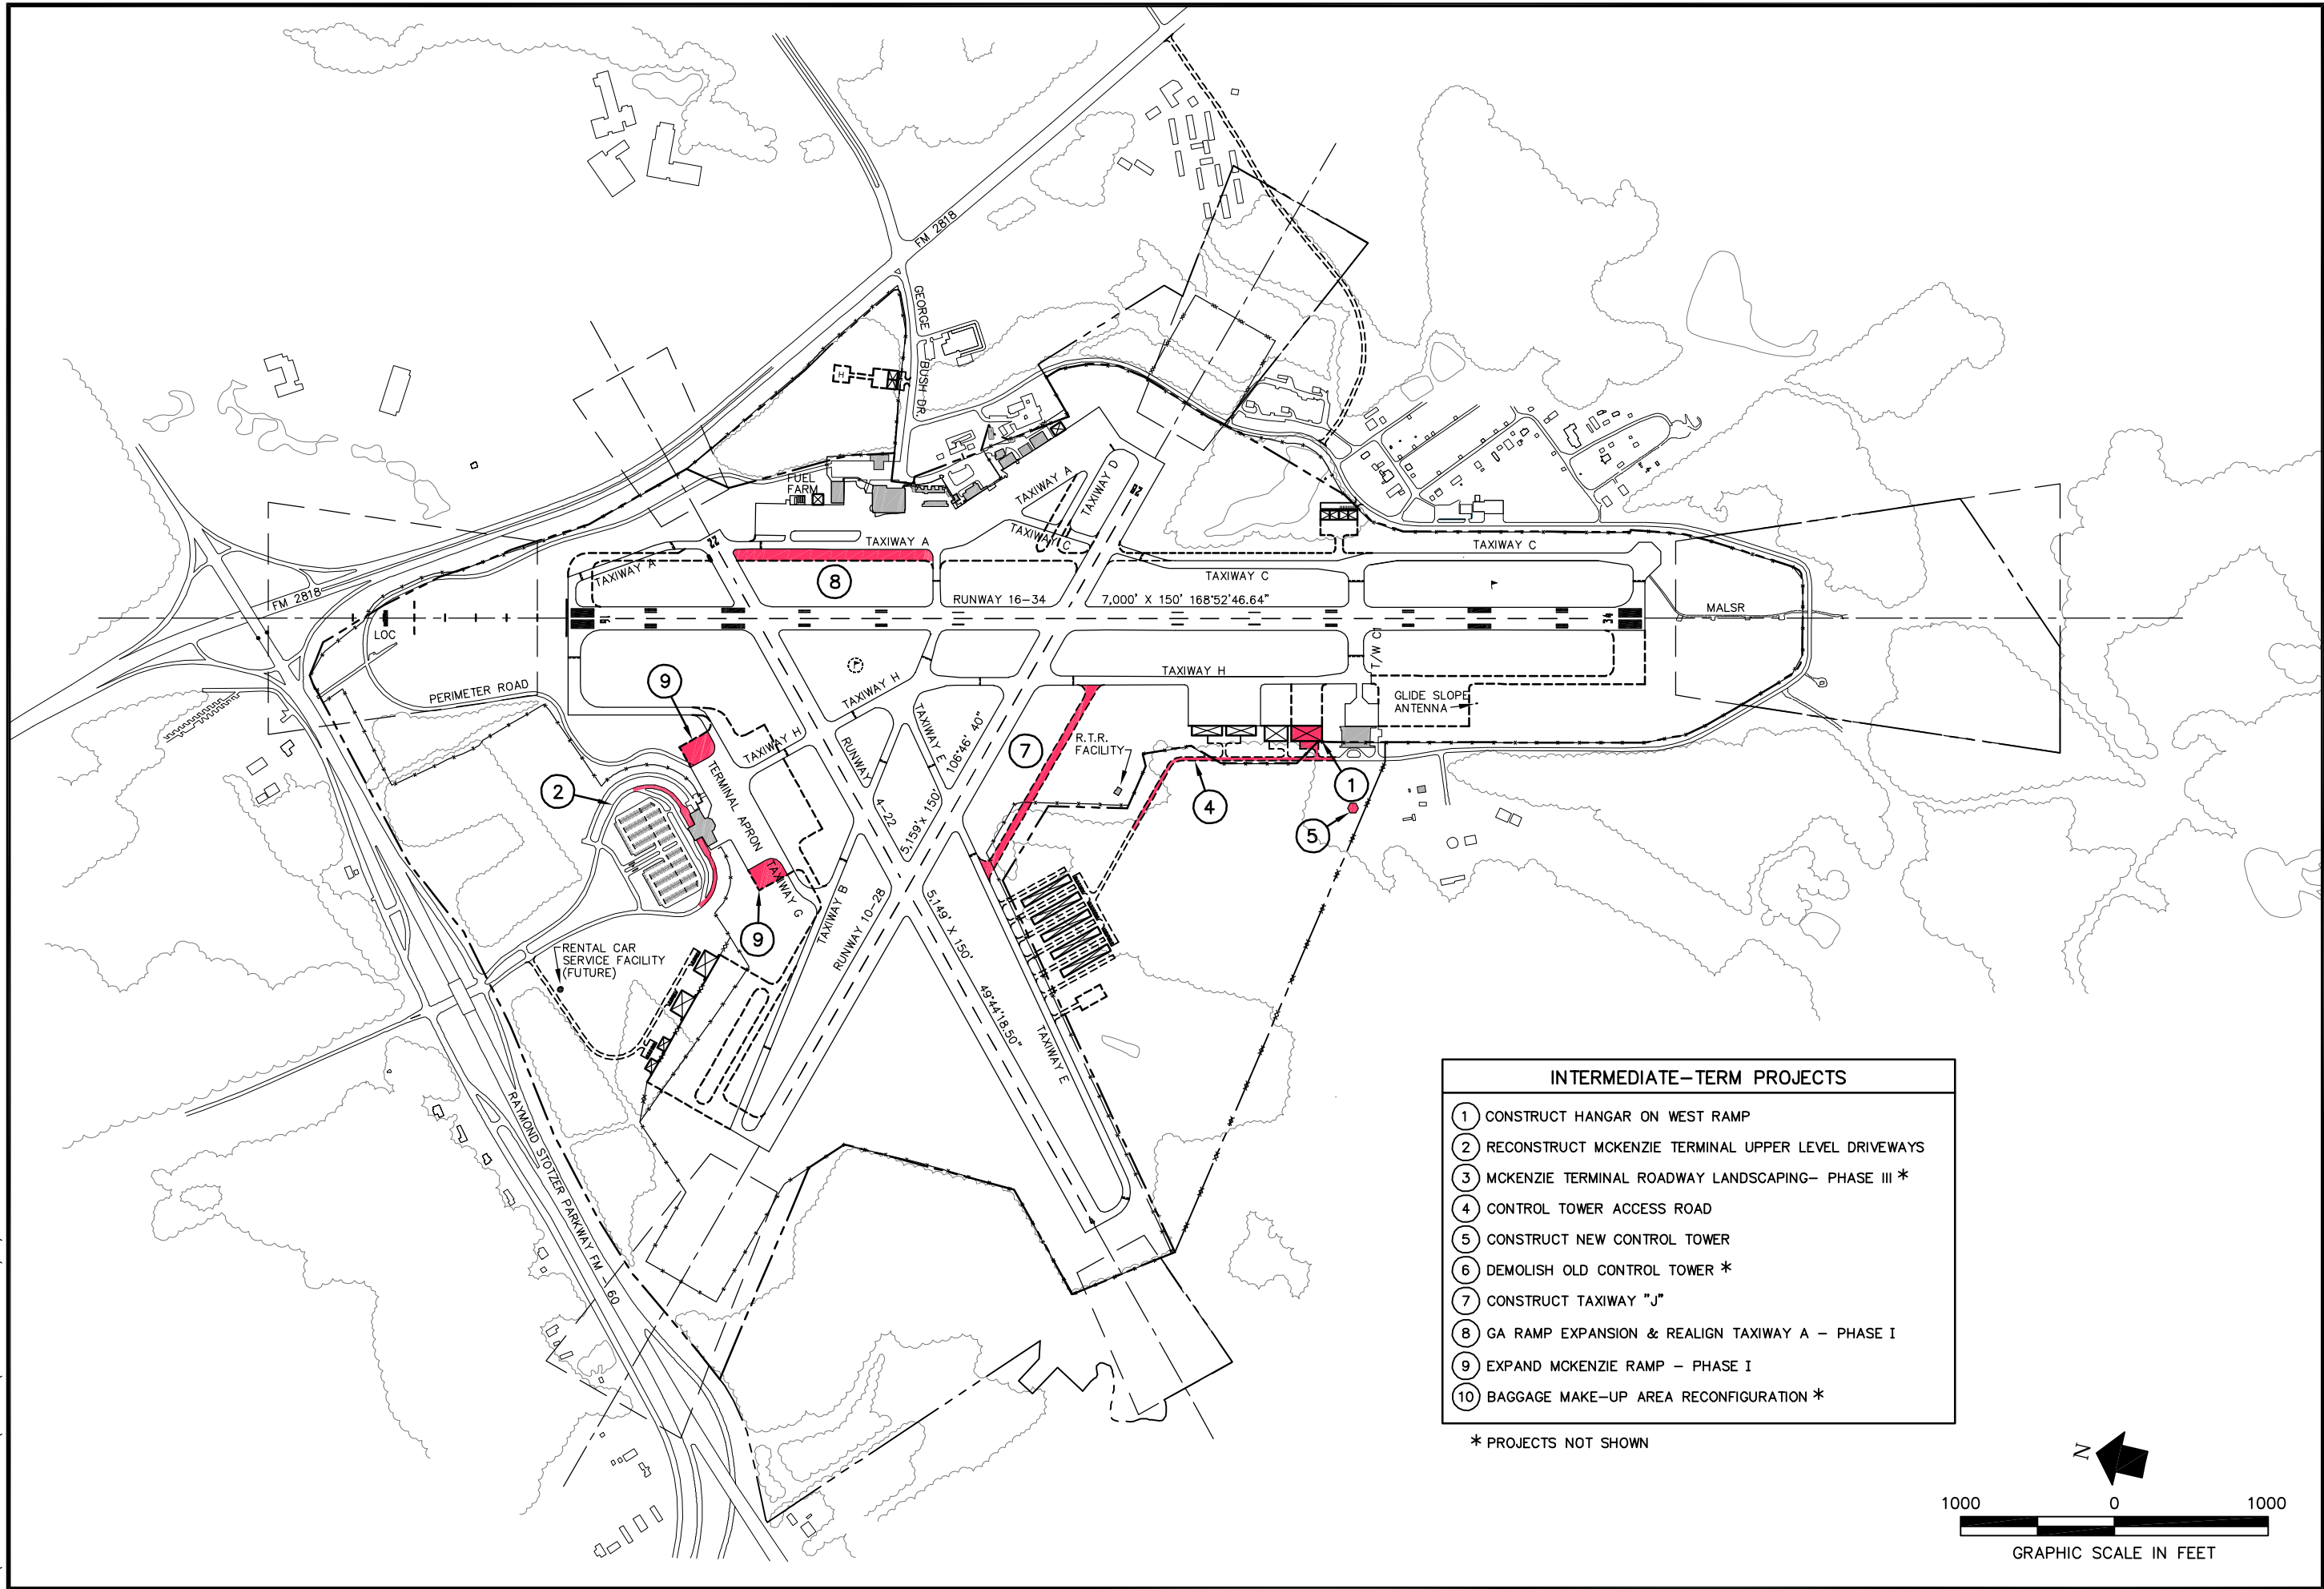 FM 2818
GEORGE
BUSH DR.
H
FUEL
FARM
TAXIWAY A
TAXIWAY D
TAXIWAY C
22
TAXIWAY A
TAXIWAY C
TAXIWAY A
8
TAXIWAY C
FM 2818
LOC
16
RUNWAY 16-34
7,000' X 150' 168°52'46.64"
34
MALSR
T/W C1
TAXIWAY H
PERIMETER ROAD
9
TAXIWAY H
GLIDE SLOPE
ANTENNA
TAXIWAY H
RUNWAY
4-22
TAXIWAY E
106°46' 40"
5,159' x 150'
7
R.T.R.
FACILITY
TERMINAL APRON
2
4
1
5
TAXIWAY G
9
TAXIWAY B
RUNWAY 10-28
5,149' X 150'
49°44'18.50"
TAXIWAY E
RENTAL CAR
SERVICE FACILITY
(FUTURE)
RAYMOND STOTZER PARKWAY FM - 60
INTERMEDIATE-TERM PROJECTS
1 CONSTRUCT HANGAR ON WEST RAMP
2 RECONSTRUCT MCKENZIE TERMINAL UPPER LEVEL DRIVEWAYS
3 MCKENZIE TERMINAL ROADWAY LANDSCAPING- PHASE III *
4 CONTROL TOWER ACCESS ROAD
5 CONSTRUCT NEW CONTROL TOWER
6 DEMOLISH OLD CONTROL TOWER *
7 CONSTRUCT TAXIWAY "J"
8 GA RAMP EXPANSION & REALIGN TAXIWAY A - PHASE I
9 EXPAND MCKENZIE RAMP - PHASE I
10 BAGGAGE MAKE-UP AREA RECONFIGURATION *
* PROJECTS NOT SHOWN
N
1000 0 1000
GRAPHIC SCALE IN FEET